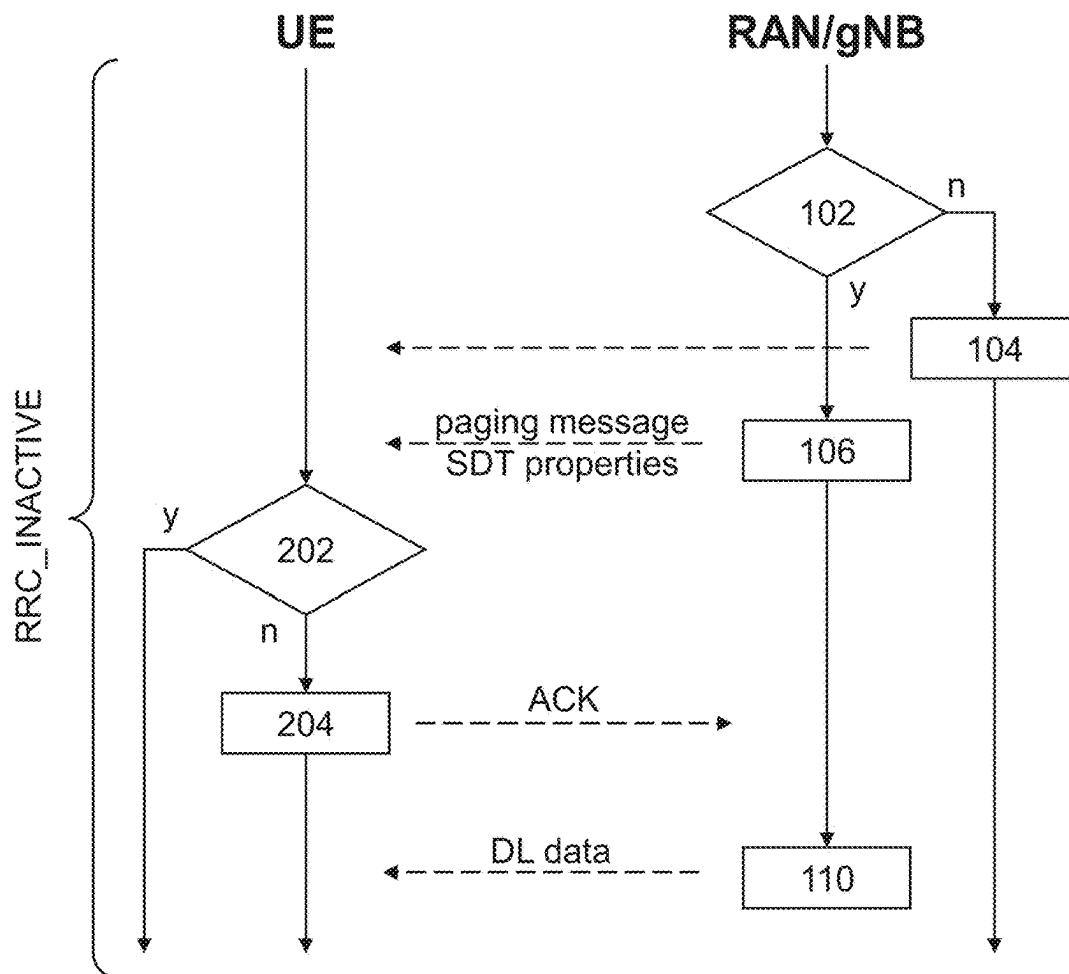 UE
RAN/gNB
102
n
y
104
paging message
SDT properties
106
RRC_INACTIVE
y
202
n
204
ACK
DL data
110